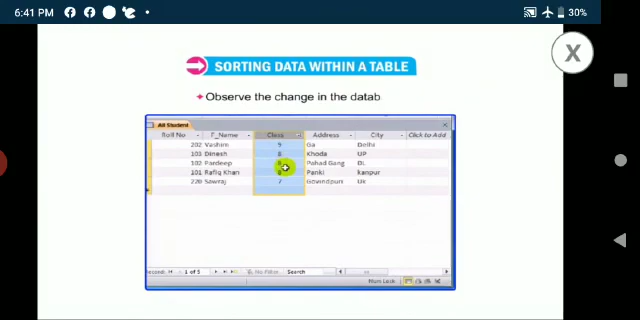 6:41 PM
30%
X
SORTING DATA WITHIN A TABLE
Observe the change in the datab
All Student
Roll No F_Name Class Address City Click to Add
202 Vashim 9 Ga Delhi
103 Dinesh 8 Khoda UP
102 Pardeep Pahad Gang DL
101 Rafiq Khan Panki kanpur
220 Sawraj 7 Govindpuri UK
Record: 1 of 5 No Filter Search
Num Lock